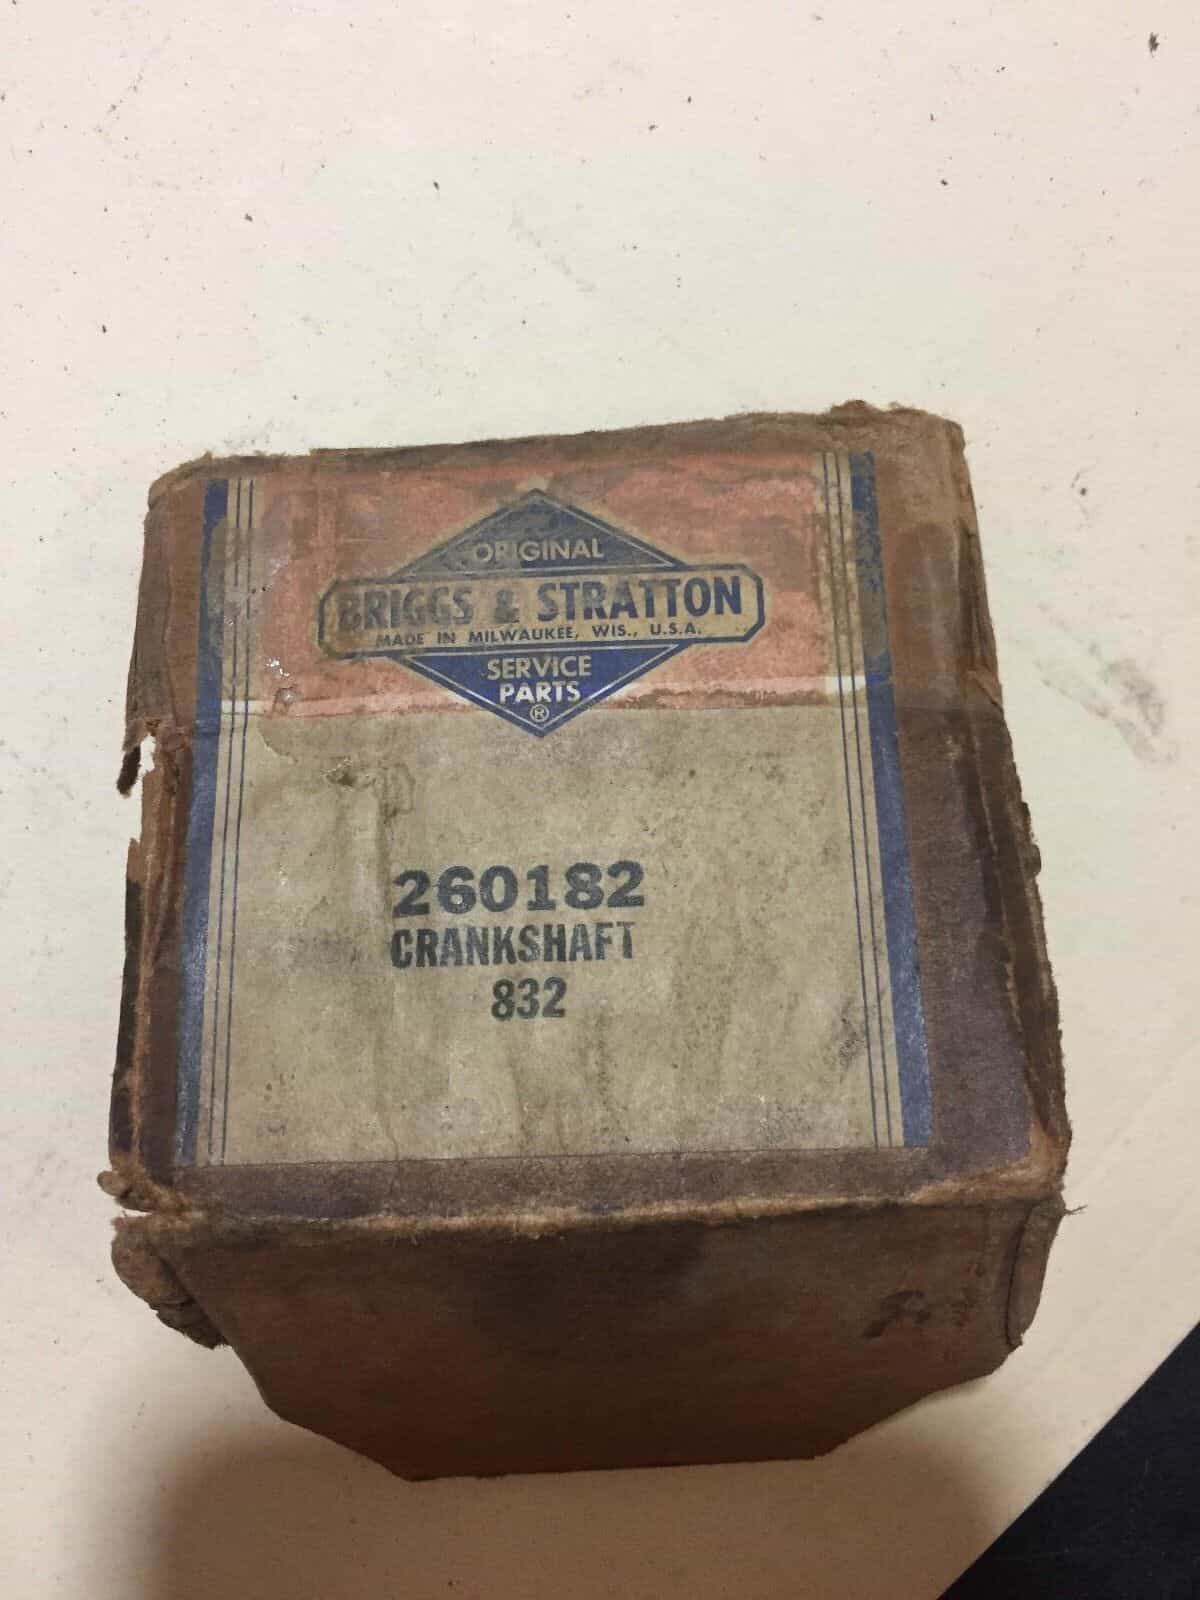 ORIGINAL
BRIGGS & STRATTON
MADE IN MILWAUKEE, WIS., U.S.A.
SERVICE
PARTS
®
260182
CRANKSHAFT
832